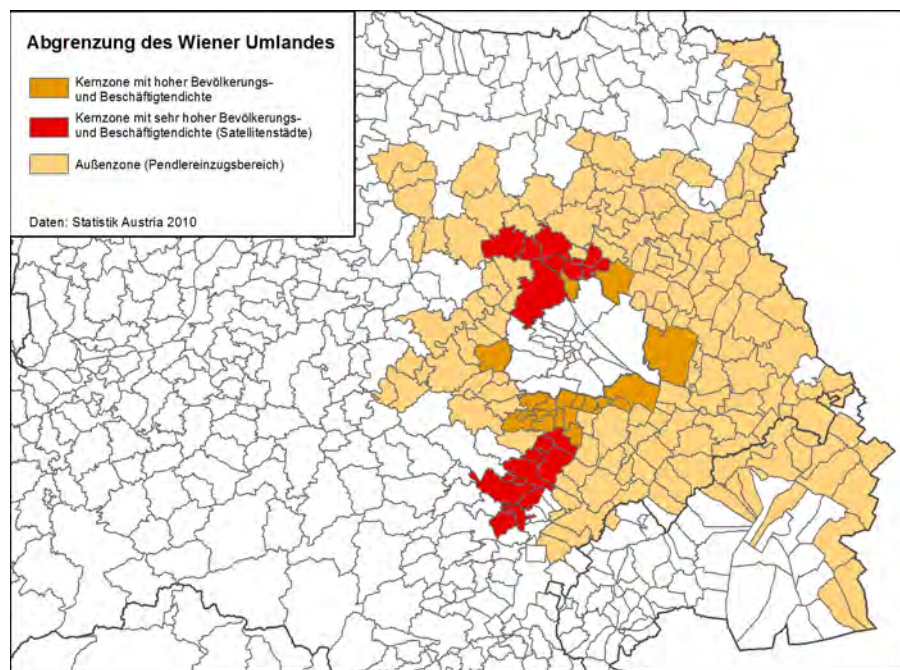 Abgrenzung des Wiener Umlandes
Kernzone mit hoher Bevölkerungs-
und Beschäftigtendichte
Kernzone mit sehr hoher Bevölkerungs-
und Beschäftigtendichte (Satellitenstädte)
Außenzone (Pendlereinzugsbereich)
Daten: Statistik Austria 2010